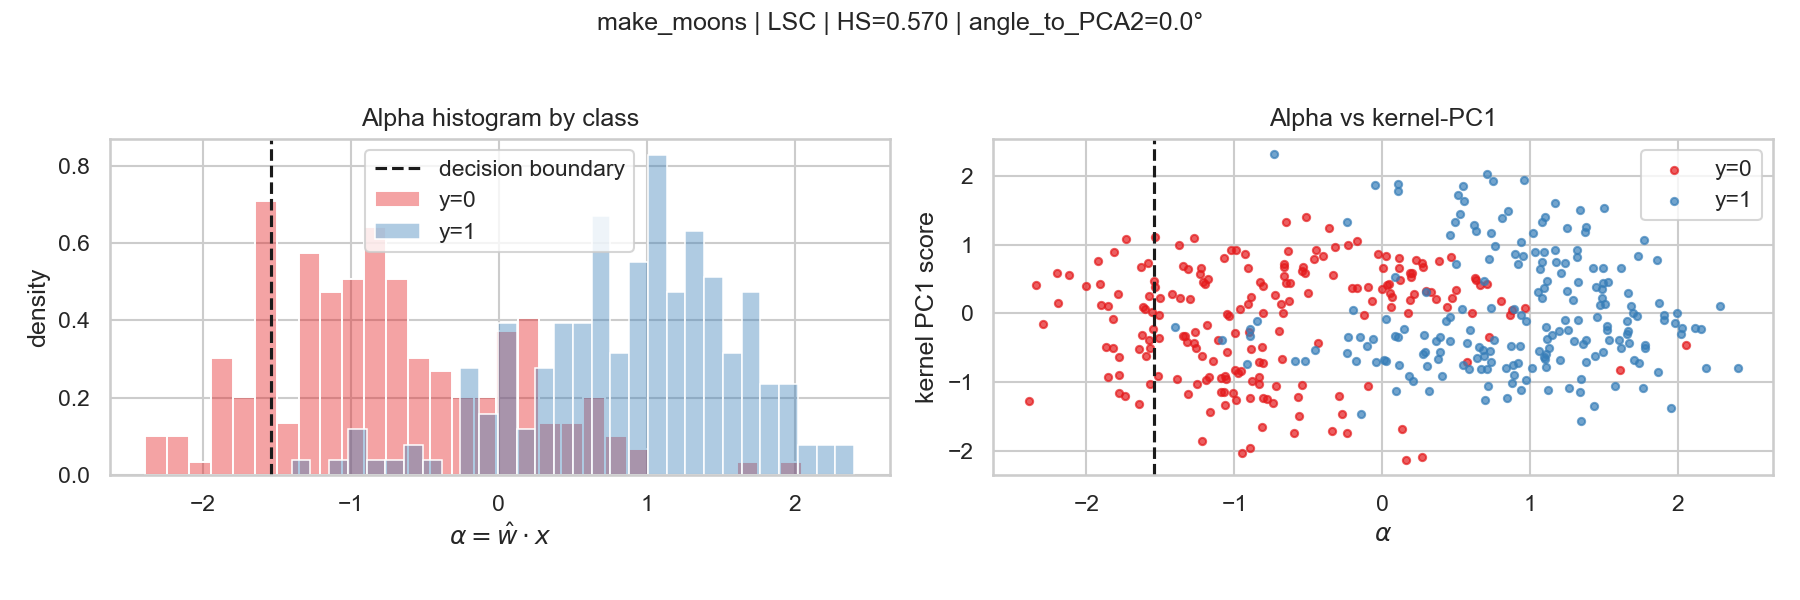 make_moons | LSC | HS=0.570 | angle_to_PCA2=0.0°
Alpha histogram by class
density
0.8
0.6
0.4
0.2
0.0
decision boundary
y=0
y=1
−2
−1
0
1
2
α = ŵ · x
Alpha vs kernel-PC1
kernel PC1 score
2
1
0
−1
−2
y=0
y=1
−2
−1
0
1
2
α